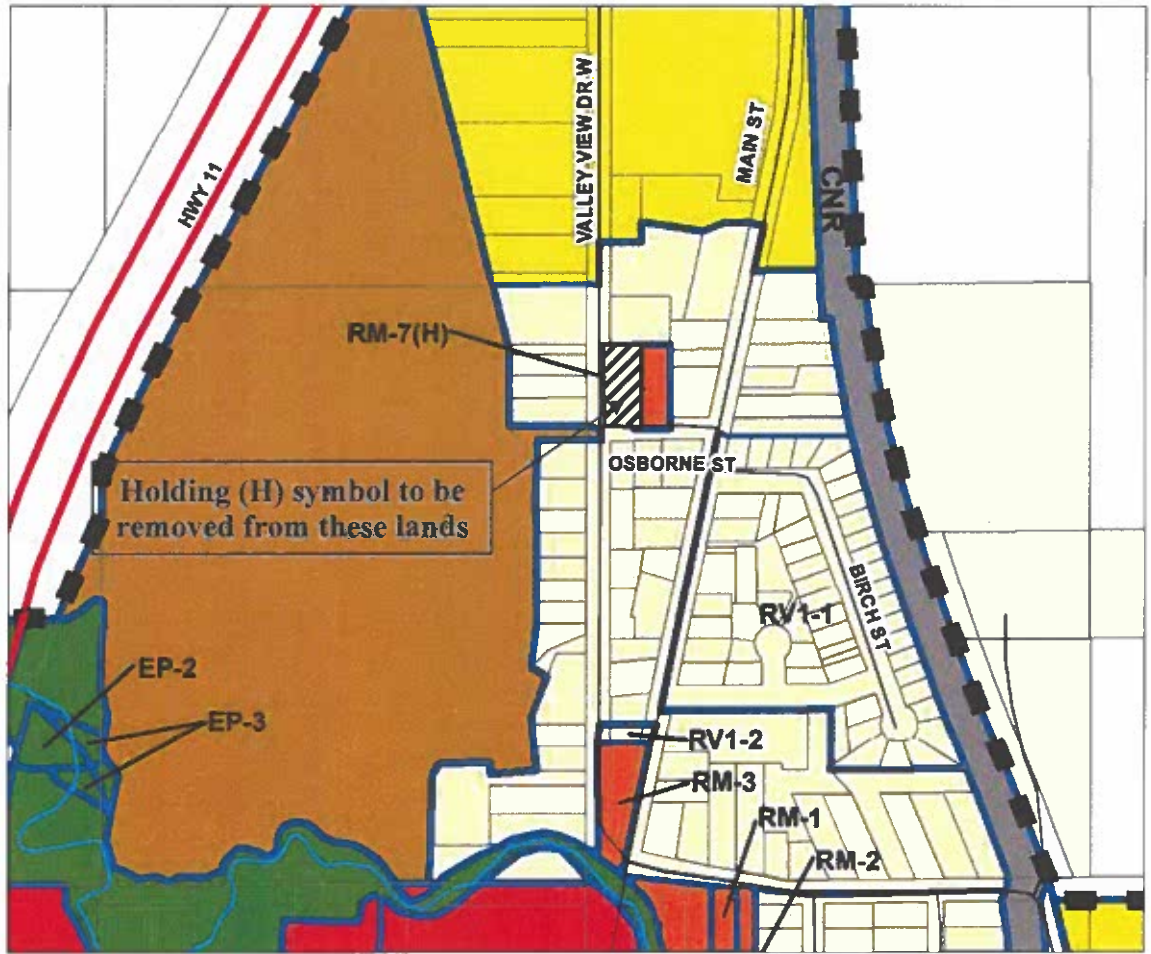 VALLEY VIEW DR W
MAIN ST
CNR
HWY 11
RM-7(H)
OSBORNE ST
Holding (H) symbol to be
removed from these lands
BIRCH ST
RV1-1
EP-2
EP-3
RV1-2
RM-3
RM-1
RM-2